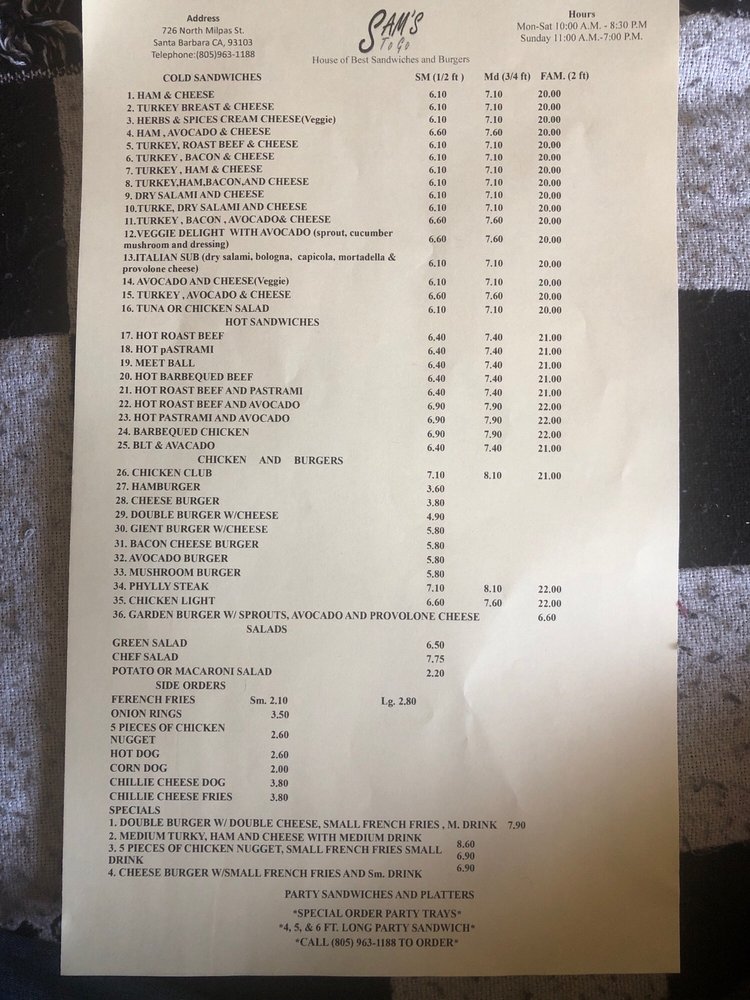 Address
726 North Milpas St.
Santa Barbara CA, 93103
Telephone:(805)963-1188
SAM'S
To Go
House of Best Sandwiches and Burgers
Hours
Mon-Sat 10:00 A.M. - 8:30 P.M
Sunday 11:00 A.M.-7:00 P.M.
COLD SANDWICHES SM (1/2 ft ) Md (3/4 ft) FAM. (2 ft)
1. HAM & CHEESE 6.10 7.10 20.00
2. TURKEY BREAST & CHEESE 6.10 7.10 20.00
3. HERBS & SPICES CREAM CHEESE(Veggie) 6.10 7.10 20.00
4. HAM , AVOCADO & CHEESE 6.60 7.60 20.00
5. TURKEY, ROAST BEEF & CHEESE 6.10 7.10 20.00
6. TURKEY , BACON & CHEESE 6.10 7.10 20.00
7. TURKEY , HAM & CHEESE 6.10 7.10 20.00
8. TURKEY,HAM,BACON,AND CHEESE 6.10 7.10 20.00
9. DRY SALAMI AND CHEESE 6.10 7.10 20.00
10.TURKE, DRY SALAMI AND CHEESE 6.10 7.10 20.00
11.TURKEY , BACON , AVOCADO& CHEESE 6.60 7.60 20.00
12.VEGGIE DELIGHT WITH AVOCADO (sprout, cucumber
mushroom and dressing) 6.60 7.60 20.00
13.ITALIAN SUB (dry salami, bologna, capicola, mortadella &
provolone cheese) 6.10 7.10 20.00
14. AVOCADO AND CHEESE(Veggie) 6.10 7.10 20.00
15. TURKEY , AVOCADO & CHEESE 6.60 7.60 20.00
16. TUNA OR CHICKEN SALAD 6.10 7.10 20.00
HOT SANDWICHES
17. HOT ROAST BEEF 6.40 7.40 21.00
18. HOT pASTRAMI 6.40 7.40 21.00
19. MEET BALL 6.40 7.40 21.00
20. HOT BARBEQUED BEEF 6.40 7.40 21.00
21. HOT ROAST BEEF AND PASTRAMI 6.40 7.40 21.00
22. HOT ROAST BEEF AND AVOCADO 6.90 7.90 22.00
23. HOT PASTRAMI AND AVOCADO 6.90 7.90 22.00
24. BARBEQUED CHICKEN 6.90 7.90 22.00
25. BLT & AVACADO 6.40 7.40 21.00
CHICKEN AND BURGERS
26. CHICKEN CLUB 7.10 8.10 21.00
27. HAMBURGER 3.60
28. CHEESE BURGER 3.80
29. DOUBLE BURGER W/CHEESE 4.90
30. GIENT BURGER W/CHEESE 5.80
31. BACON CHEESE BURGER 5.80
32. AVOCADO BURGER 5.80
33. MUSHROOM BURGER 5.80
34. PHYLLY STEAK 7.10 8.10 22.00
35. CHICKEN LIGHT 6.60 7.60 22.00
36. GARDEN BURGER W/ SPROUTS, AVOCADO AND PROVOLONE CHEESE 6.60
SALADS
GREEN SALAD 6.50
CHEF SALAD 7.75
POTATO OR MACARONI SALAD 2.20
SIDE ORDERS
FERENCH FRIES Sm. 2.10 Lg. 2.80
ONION RINGS 3.50
5 PIECES OF CHICKEN
NUGGET 2.60
HOT DOG 2.60
CORN DOG 2.00
CHILLIE CHEESE DOG 3.80
CHILLIE CHEESE FRIES 3.80
SPECIALS
1. DOUBLE BURGER W/ DOUBLE CHEESE, SMALL FRENCH FRIES , M. DRINK 7.90
2. MEDIUM TURKY, HAM AND CHEESE WITH MEDIUM DRINK 8.60
3. 5 PIECES OF CHICKEN NUGGET, SMALL FRENCH FRIES SMALL
DRINK 6.90
4. CHEESE BURGER W/SMALL FRENCH FRIES AND Sm. DRINK 6.90
PARTY SANDWICHES AND PLATTERS
*SPECIAL ORDER PARTY TRAYS*
*4, 5, & 6 FT. LONG PARTY SANDWICH*
*CALL (805) 963-1188 TO ORDER*